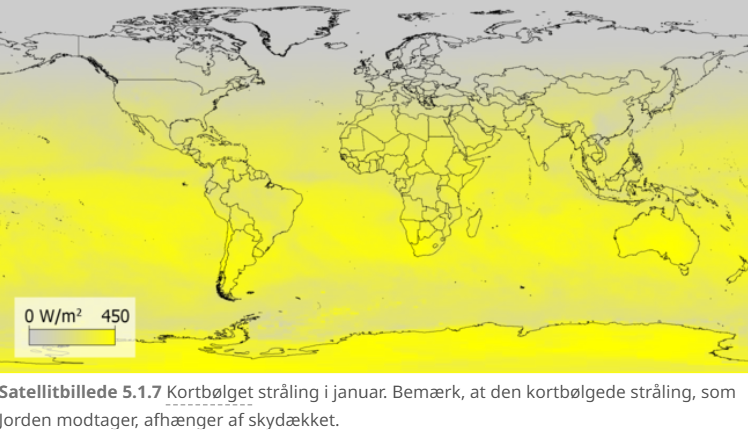 0 W/m² 450
Satellitbillede 5.1.7 Kortbølget stråling i januar. Bemærk, at den kortbølgede stråling, som
Jorden modtager, afhænger af skydækket.